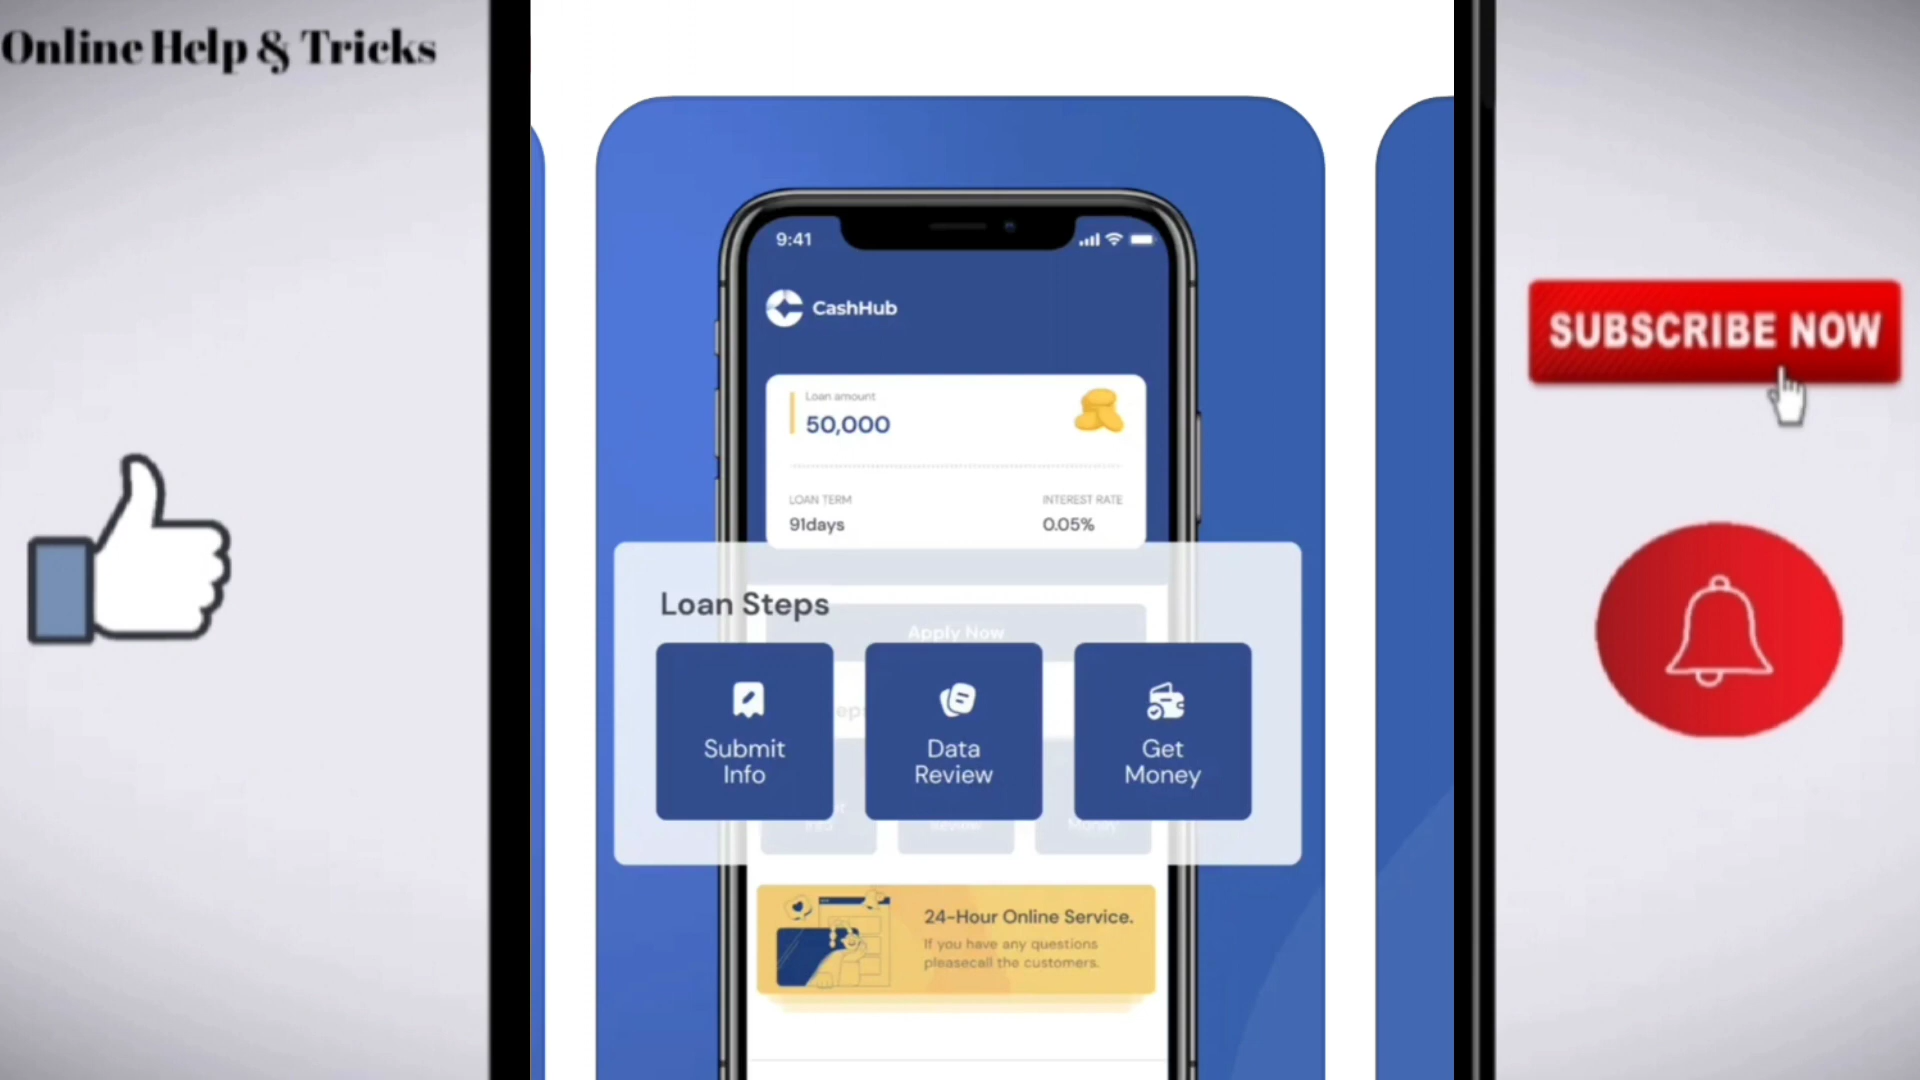 Online Help & Tricks
9:41
CashHub
Loan amount
50,000
LOAN TERM
INTEREST RATE
91days
0.05%
Loan Steps
Apply Now
Submit
Info
Data
Review
Get
Money
24-Hour Online Service.
If you have any questions
pleasecall the customers.
SUBSCRIBE NOW